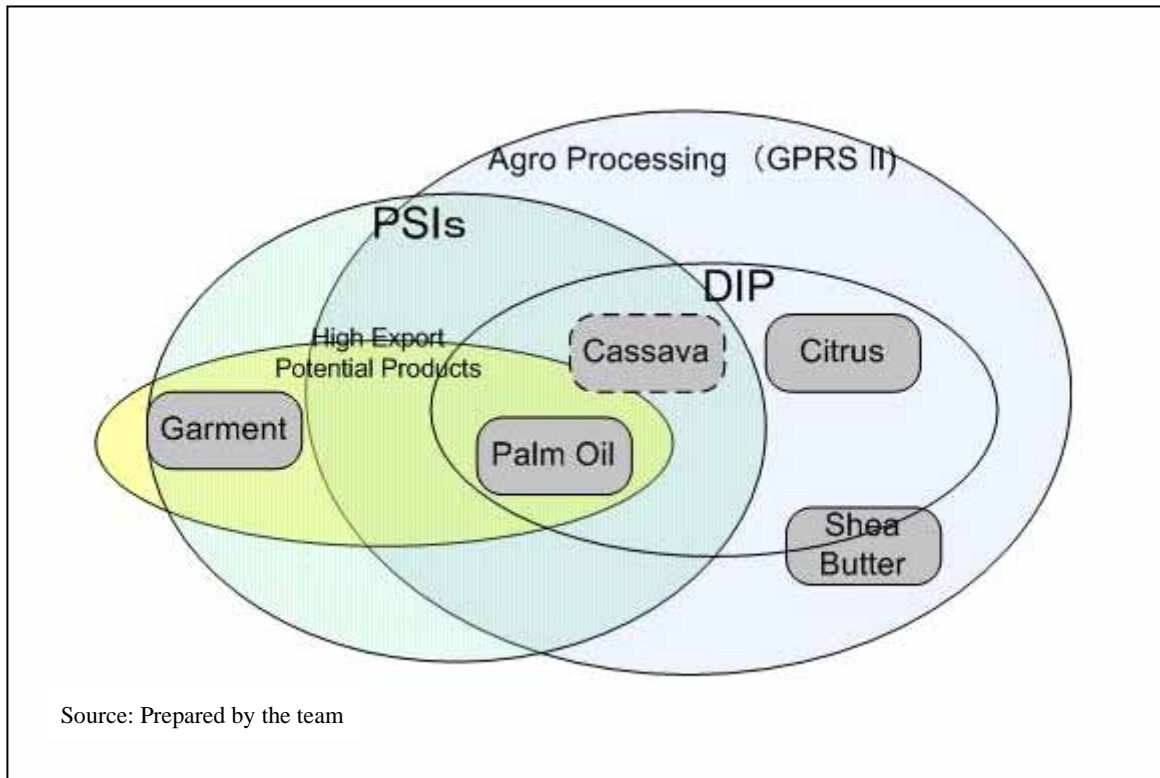 Agro Processing （GPRS II)
PSIs
DIP
High Export
Potential Products
Cassava
Citrus
Garment
Palm Oil
Shea
Butter
Source: Prepared by the team